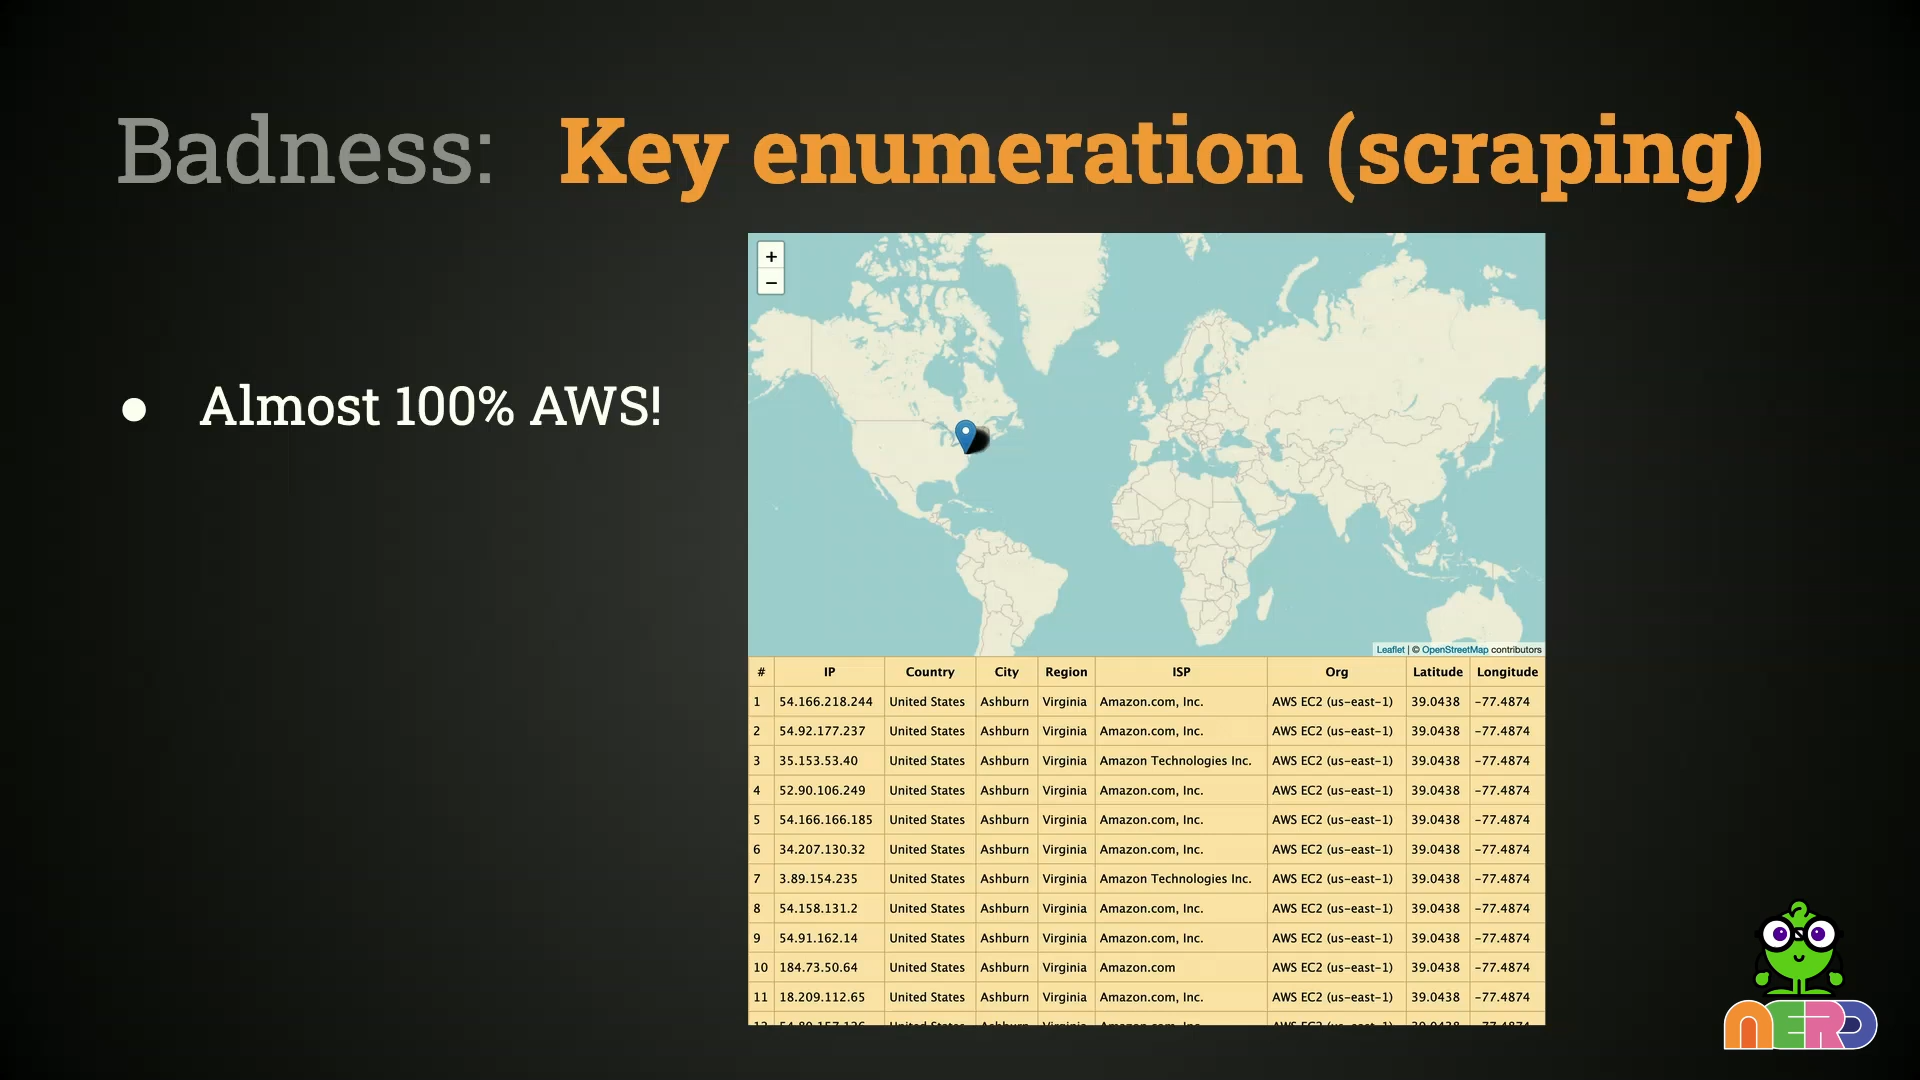 Badness: Key enumeration (scraping)
● Almost 100% AWS!
+
−
Leaflet | © OpenStreetMap contributors
# IP Country City Region ISP Org Latitude Longitude
1 54.166.218.244 United States Ashburn Virginia Amazon.com, Inc. AWS EC2 (us-east-1) 39.0438 -77.4874
2 54.92.177.237 United States Ashburn Virginia Amazon.com, Inc. AWS EC2 (us-east-1) 39.0438 -77.4874
3 35.153.53.40 United States Ashburn Virginia Amazon Technologies Inc. AWS EC2 (us-east-1) 39.0438 -77.4874
4 52.90.106.249 United States Ashburn Virginia Amazon.com, Inc. AWS EC2 (us-east-1) 39.0438 -77.4874
5 54.166.166.185 United States Ashburn Virginia Amazon.com, Inc. AWS EC2 (us-east-1) 39.0438 -77.4874
6 34.207.130.32 United States Ashburn Virginia Amazon.com, Inc. AWS EC2 (us-east-1) 39.0438 -77.4874
7 3.89.154.235 United States Ashburn Virginia Amazon Technologies Inc. AWS EC2 (us-east-1) 39.0438 -77.4874
8 54.158.131.2 United States Ashburn Virginia Amazon.com, Inc. AWS EC2 (us-east-1) 39.0438 -77.4874
9 54.91.162.14 United States Ashburn Virginia Amazon.com, Inc. AWS EC2 (us-east-1) 39.0438 -77.4874
10 184.73.50.64 United States Ashburn Virginia Amazon.com AWS EC2 (us-east-1) 39.0438 -77.4874
11 18.209.112.65 United States Ashburn Virginia Amazon.com, Inc. AWS EC2 (us-east-1) 39.0438 -77.4874
NERD